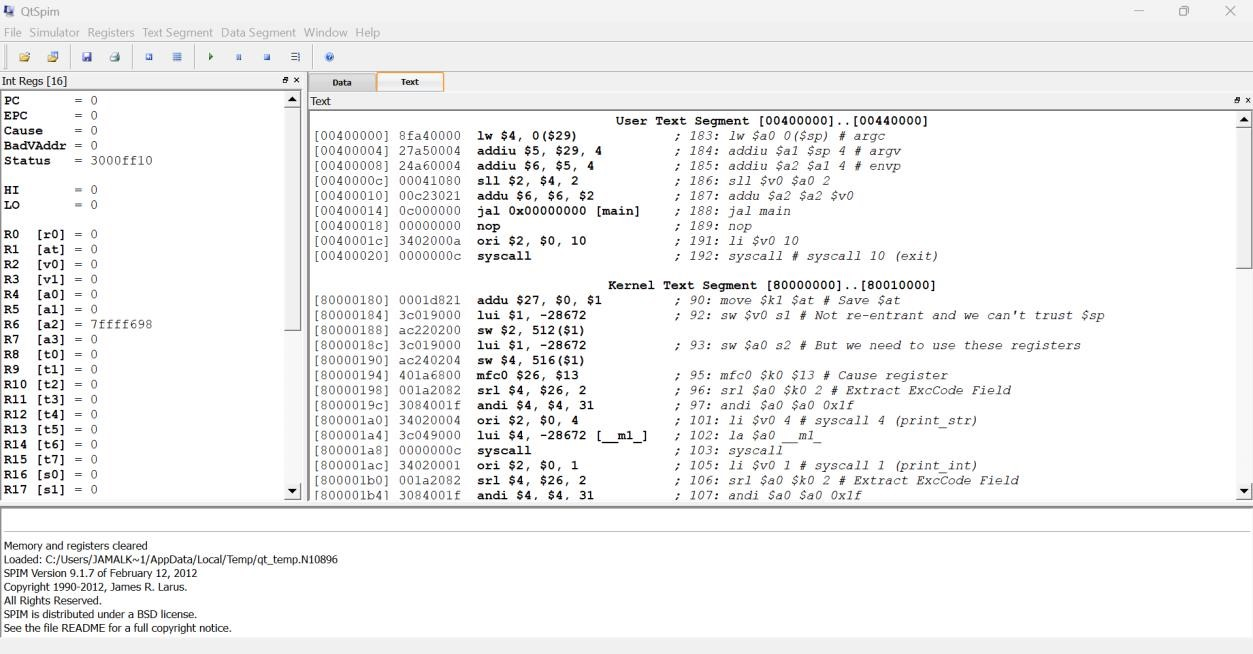 QtSpim
File Simulator Registers Text Segment Data Segment Window Help
Int Regs [16]
PC = 0
EPC = 0
Cause = 0
BadVAddr = 0
Status = 3000ff10
HI = 0
LO = 0
R0 [r0] = 0
R1 [at] = 0
R2 [v0] = 0
R3 [v1] = 0
R4 [a0] = 0
R5 [a1] = 0
R6 [a2] = 7ffff698
R7 [a3] = 0
R8 [t0] = 0
R9 [t1] = 0
R10 [t2] = 0
R11 [t3] = 0
R12 [t4] = 0
R13 [t5] = 0
R14 [t6] = 0
R15 [t7] = 0
R16 [s0] = 0
R17 [s1] = 0
Data Text
Text
User Text Segment [00400000]..[00440000]
[00400000] 8fa40000 lw $4, 0($29) ; 183: lw $a0 0($sp) # argc
[00400004] 27a50004 addiu $5, $29, 4 ; 184: addiu $a1 $sp 4 # argv
[00400008] 24a60004 addiu $6, $5, 4 ; 185: addiu $a2 $a1 4 # envp
[0040000c] 00041080 sll $2, $4, 2 ; 186: sll $v0 $a0 2
[00400010] 00c23021 addu $6, $6, $2 ; 187: addu $a2 $a2 $v0
[00400014] 0c000000 jal 0x00000000 [main] ; 188: jal main
[00400018] 00000000 nop ; 189: nop
[0040001c] 3402000a ori $2, $0, 10 ; 191: li $v0 10
[00400020] 0000000c syscall ; 192: syscall # syscall 10 (exit)
Kernel Text Segment [80000000]..[80010000]
[80000180] 0001d821 addu $27, $0, $1 ; 90: move $k1 $at # Save $at
[80000184] 3c019000 lui $1, -28672 ; 92: sw $v0 s1 # Not re-entrant and we can't trust $sp
[80000188] ac220200 sw $2, 512($1)
[8000018c] 3c019000 lui $1, -28672 ; 93: sw $a0 s2 # But we need to use these registers
[80000190] ac240204 sw $4, 516($1)
[80000194] 401a6800 mfc0 $26, $13 ; 95: mfc0 $k0 $13 # Cause register
[80000198] 001a2082 srl $4, $26, 2 ; 96: srl $a0 $k0 2 # Extract ExcCode Field
[8000019c] 3084001f andi $4, $4, 31 ; 97: andi $a0 $a0 0x1f
[800001a0] 34020004 ori $2, $0, 4 ; 101: li $v0 4 # syscall 4 (print_str)
[800001a4] 3c049000 lui $4, -28672 [__m1_] ; 102: la $a0 __m1_
[800001a8] 0000000c syscall ; 103: syscall
[800001ac] 34020001 ori $2, $0, 1 ; 105: li $v0 1 # syscall 1 (print_int)
[800001b0] 001a2082 srl $4, $26, 2 ; 106: srl $a0 $k0 2 # Extract ExcCode Field
[800001b4] 3084001f andi $4, $4, 31 ; 107: andi $a0 $a0 0x1f
Memory and registers cleared
Loaded: C:/Users/JAMALK~1/AppData/Local/Temp/qt_temp.N10896
SPIM Version 9.1.7 of February 12, 2012
Copyright 1990-2012, James R. Larus.
All Rights Reserved.
SPIM is distributed under a BSD license.
See the file README for a full copyright notice.